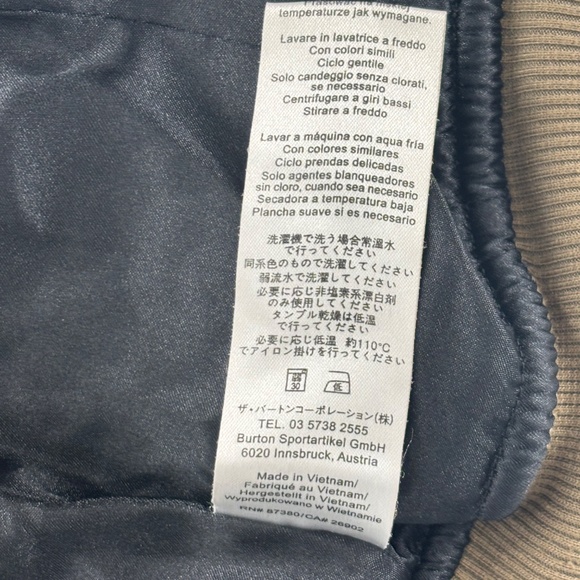 Prasować na niskiej
temperaturze jak wymagane.
Lavare in lavatrice a freddo
Con colori simili
Ciclo gentile
Solo candeggio senza clorati,
se necessario
Centrifugare a giri bassi
Stirare a freddo
Lavar a máquina con aqua fría
Con colores similares
Ciclo prendas delicadas
Solo agentes blanqueadores
sin cloro, cuando sea necesario
Secadora a temperatura baja
Plancha suave si es necesario
洗濯機で洗う場合常温水
で行ってください
同系色のもので洗濯してください
弱流水で洗濯してください
必要に応じ非塩素系漂白剤
のみ使用してください
タンブル乾燥は低温
で行ってください
必要に応じ低温 約110℃
でアイロン掛けを行ってください
弱
30
低
ザ・バートンコーポレーション(株)
TEL. 03 5738 2555
Burton Sportartikel GmbH
6020 Innsbruck, Austria
Made in Vietnam/
Fabriqué au Vietnam/
Hergestellt in Vietnam/
Wyprodukowano w Wietnamie
RN# 87380/CA# 28902